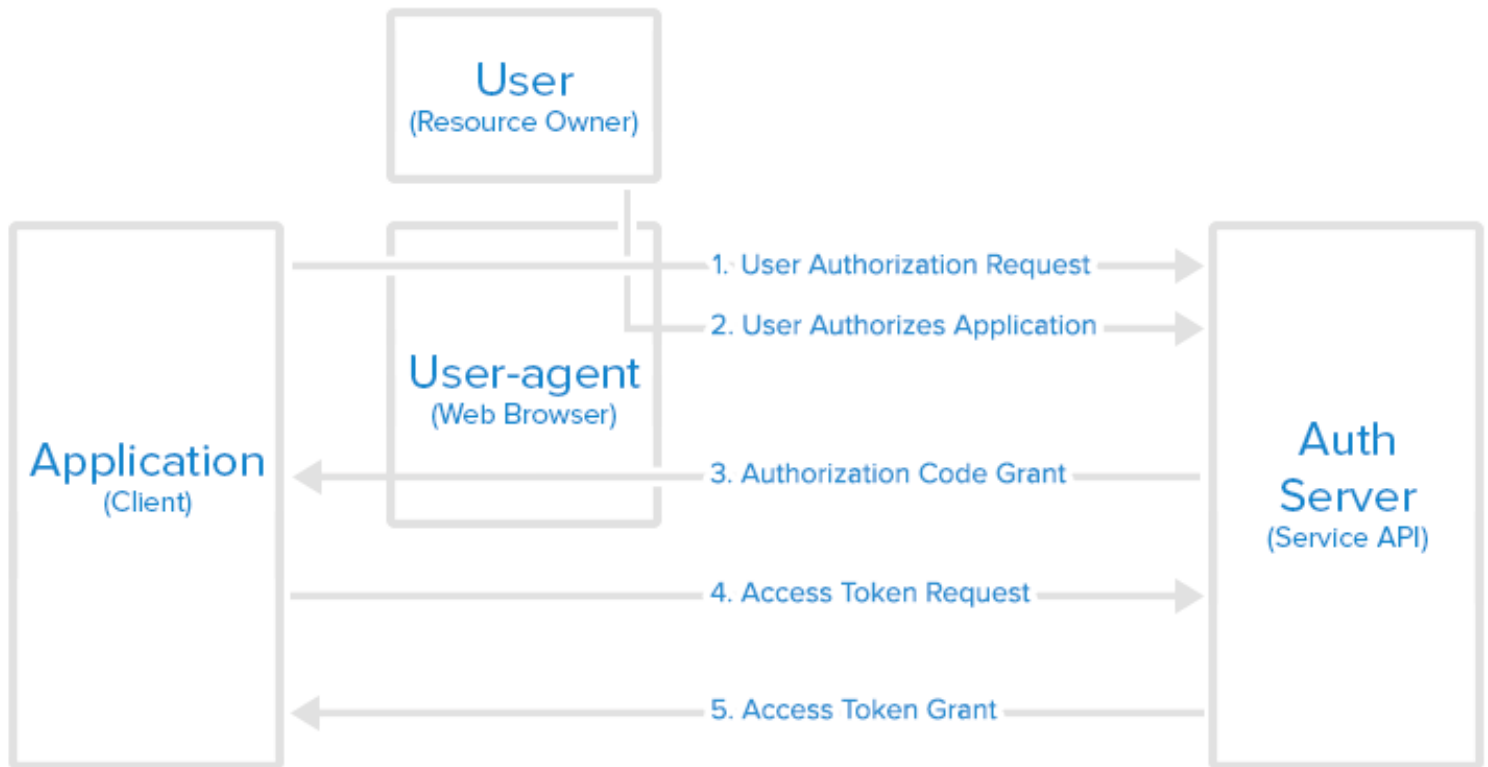 User
(Resource Owner)
1. User Authorization Request
2. User Authorizes Application
User-agent
(Web Browser)
Application
(Client)
3. Authorization Code Grant
Auth
Server
(Service API)
4. Access Token Request
5. Access Token Grant